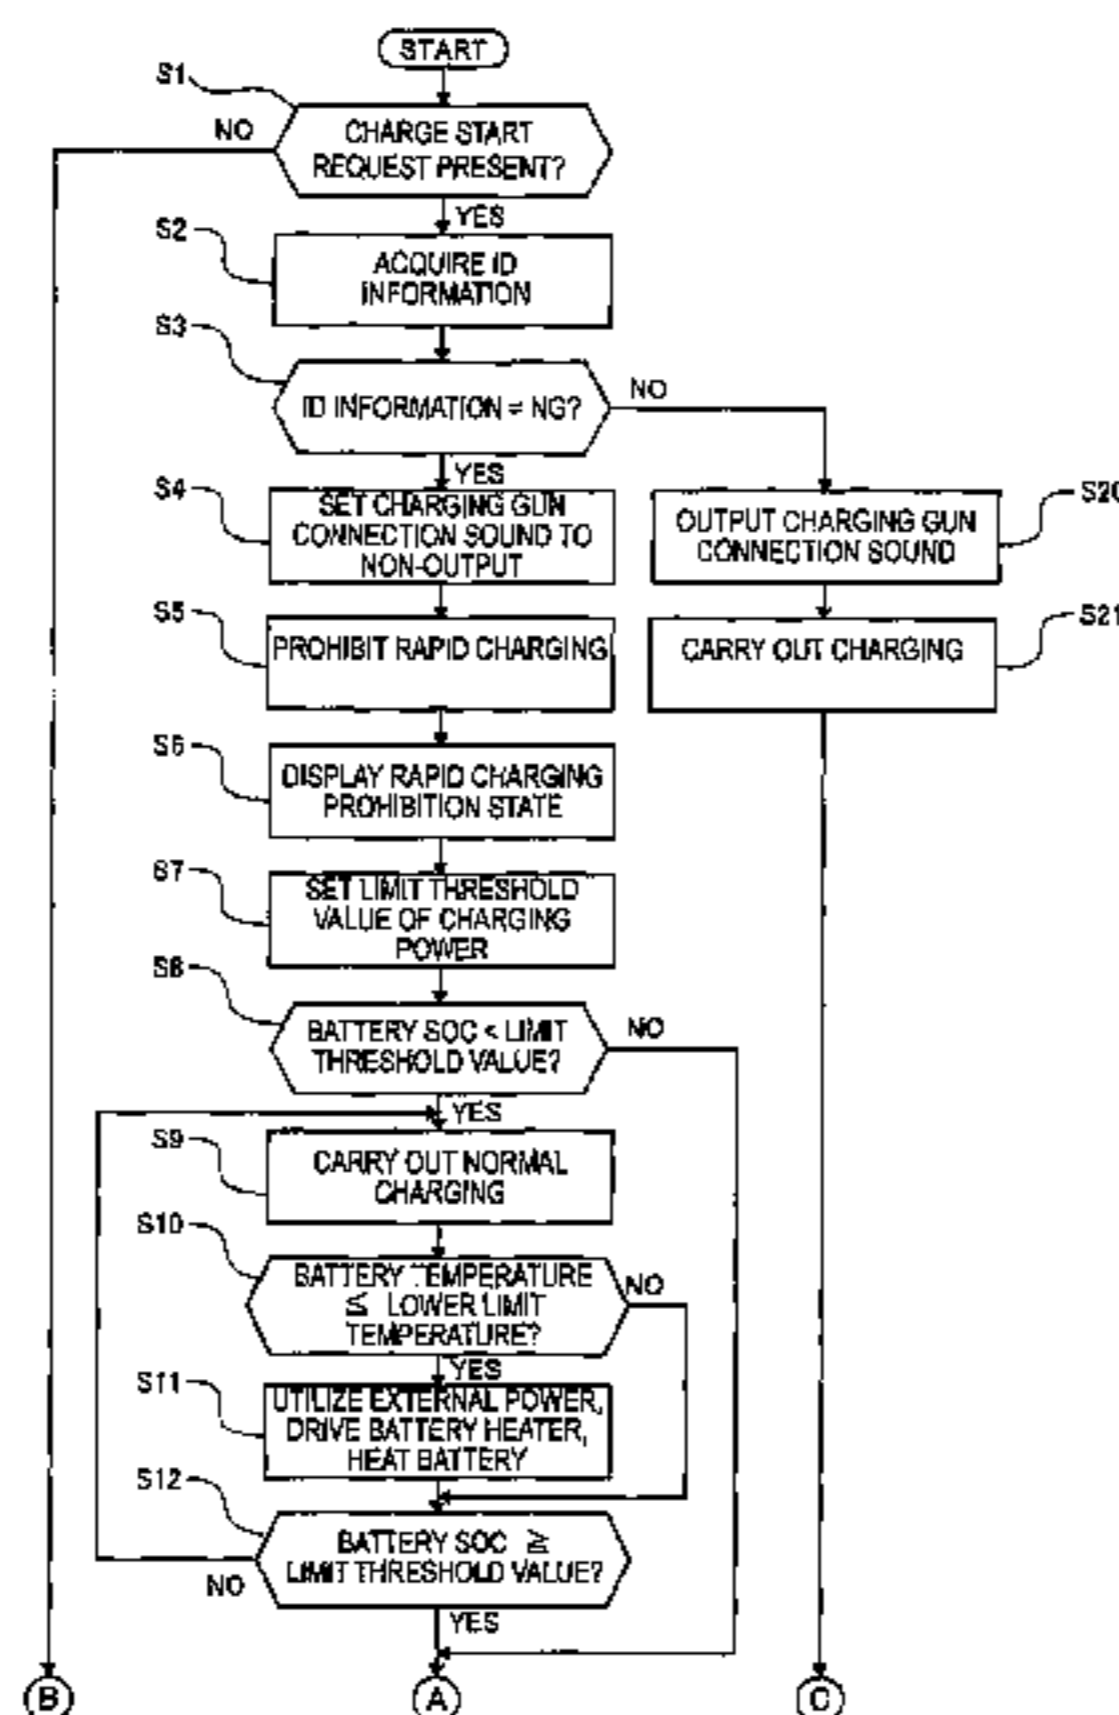 START
S1
NO
CHARGE START
REQUEST PRESENT?
YES
S2
ACQUIRE ID
INFORMATION
S3
ID INFORMATION = NG?
NO
YES
S4
SET CHARGING GUN
CONNECTION SOUND TO
NON-OUTPUT
OUTPUT CHARGING GUN
CONNECTION SOUND
S20
S5
PROHIBIT RAPID CHARGING
CARRY OUT CHARGING
S21
S6
DISPLAY RAPID CHARGING
PROHIBITION STATE
S7
SET LIMIT THRESHOLD
VALUE OF CHARGING
POWER
S8
BATTERY SOC < LIMIT
THRESHOLD VALUE?
NO
YES
S9
CARRY OUT NORMAL
CHARGING
S10
BATTERY TEMPERATURE
≦ LOWER LIMIT
TEMPERATURE?
NO
YES
S11
UTILIZE EXTERNAL POWER,
DRIVE BATTERY HEATER,
HEAT BATTERY
S12
BATTERY SOC ≧
LIMIT THRESHOLD VALUE?
NO
YES
B
A
C